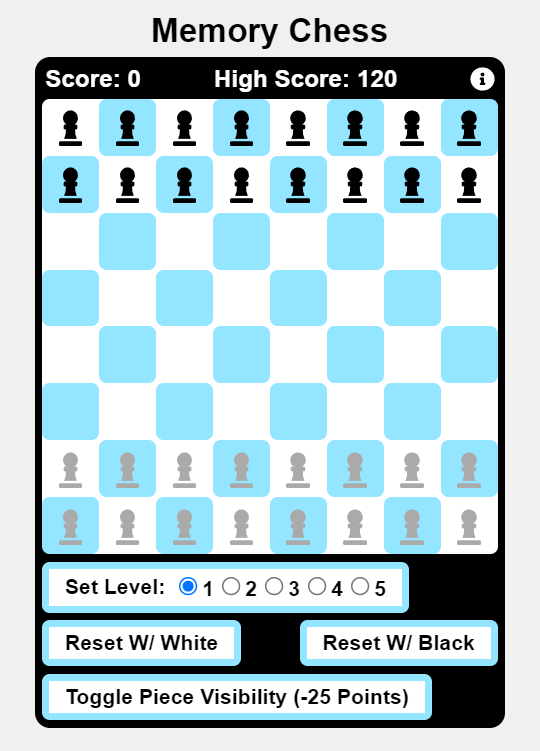 Memory Chess
Score: 0 High Score: 120
Set Level: 1 2 3 4 5
Reset W/ White Reset W/ Black
Toggle Piece Visibility (-25 Points)